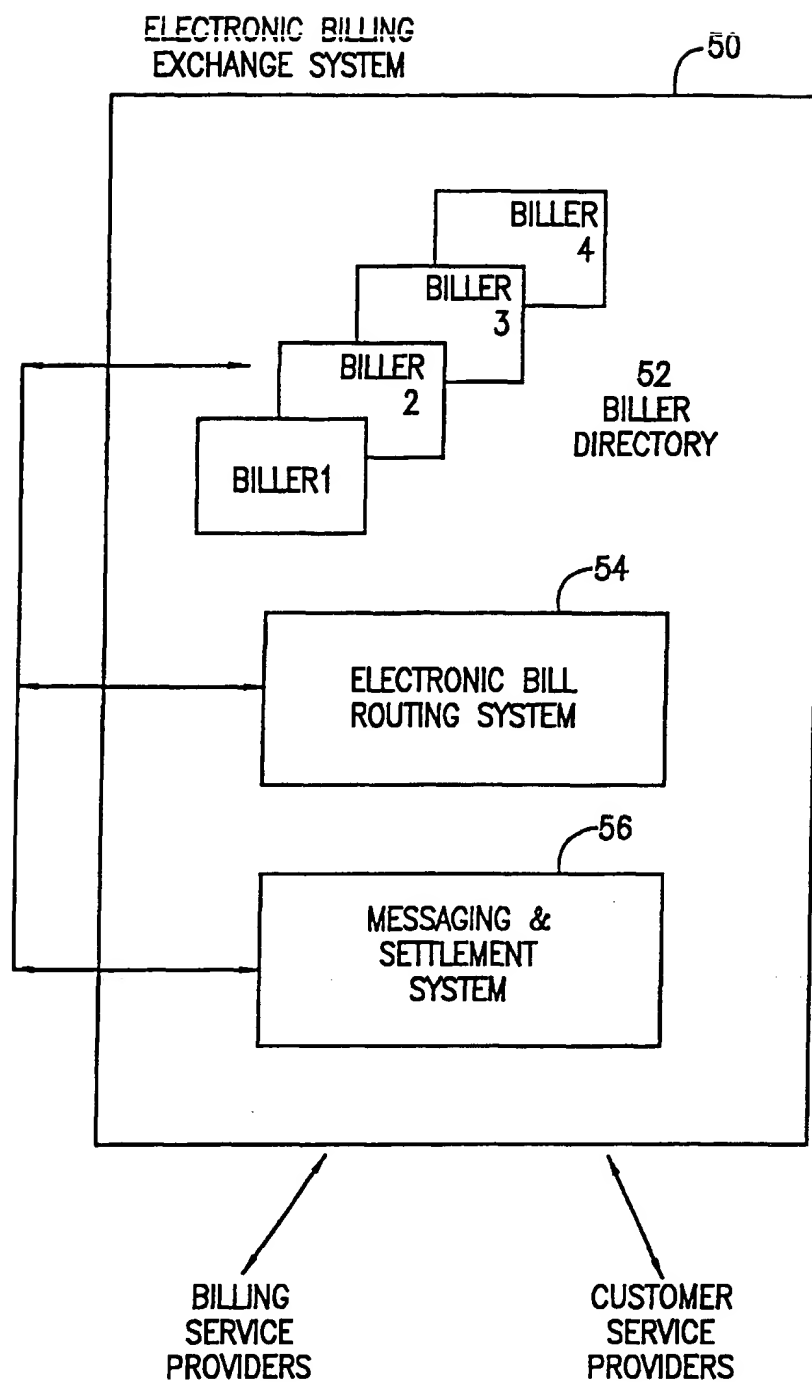 ELECTRONIC BILLING
EXCHANGE SYSTEM
50
BILLER
4
BILLER
3
BILLER
2
BILLER1
52
BILLER
DIRECTORY
54
ELECTRONIC BILL
ROUTING SYSTEM
56
MESSAGING &
SETTLEMENT
SYSTEM
BILLING
SERVICE
PROVIDERS
CUSTOMER
SERVICE
PROVIDERS